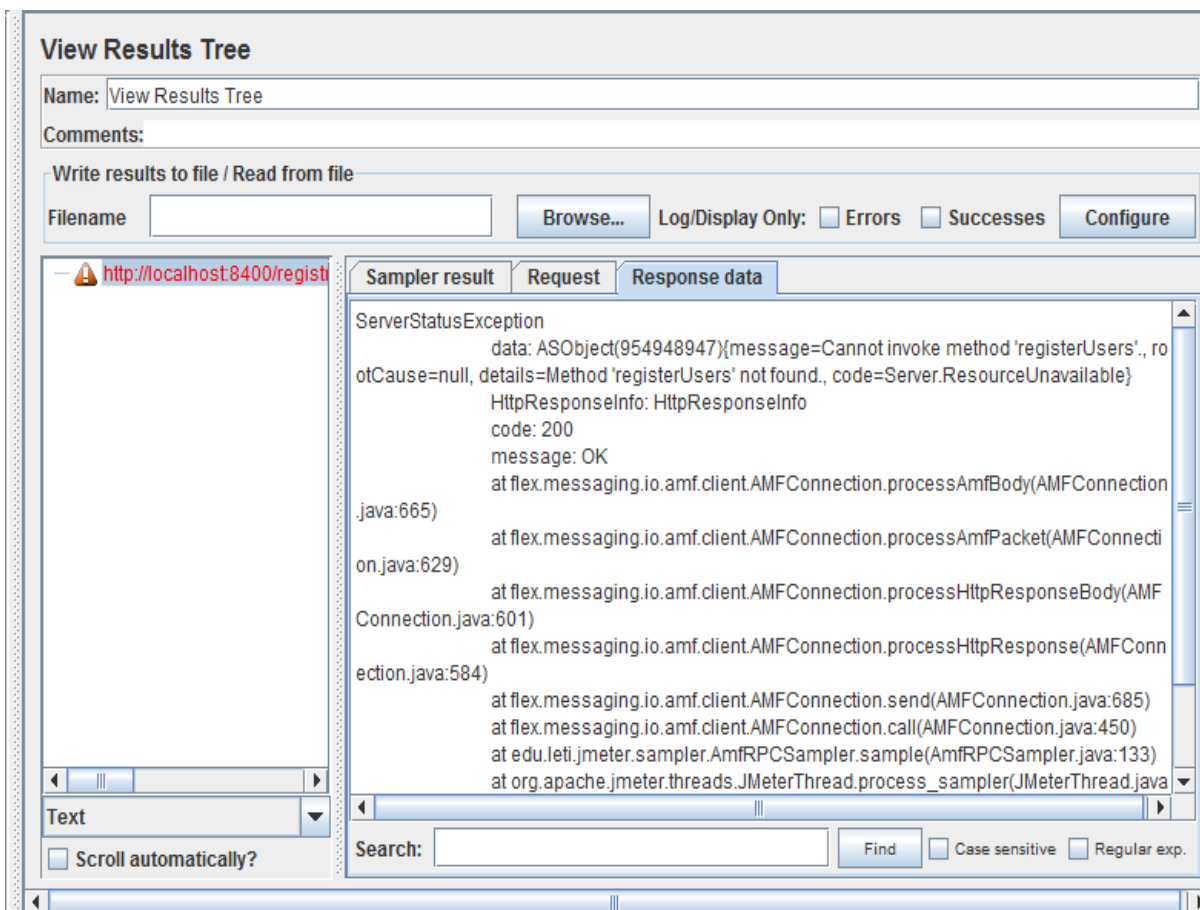 View Results Tree
Name: View Results Tree
Comments:
Write results to file / Read from file
Filename Browse... Log/Display Only: Errors Successes Configure
http://localhost:8400/regist
Sampler result Request Response data
ServerStatusException
data: ASObject(954948947){message=Cannot invoke method 'registerUsers'., ro
otCause=null, details=Method 'registerUsers' not found., code=Server.ResourceUnavailable}
HttpResponseInfo: HttpResponseInfo
code: 200
message: OK
at flex.messaging.io.amf.client.AMFConnection.processAmfBody(AMFConnection
.java:665)
at flex.messaging.io.amf.client.AMFConnection.processAmfPacket(AMFConnecti
on.java:629)
at flex.messaging.io.amf.client.AMFConnection.processHttpResponseBody(AMF
Connection.java:601)
at flex.messaging.io.amf.client.AMFConnection.processHttpResponse(AMFConn
ection.java:584)
at flex.messaging.io.amf.client.AMFConnection.send(AMFConnection.java:685)
at flex.messaging.io.amf.client.AMFConnection.call(AMFConnection.java:450)
at edu.leti.jmeter.sampler.AmfRPCSampler.sample(AmfRPCSampler.java:133)
at org.apache.jmeter.threads.JMeterThread.process_sampler(JMeterThread.java
Text
Scroll automatically?
Search: Find Case sensitive Regular exp.